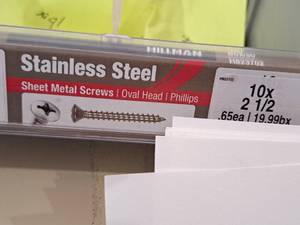 HILLMAN
Stainless Steel
Sheet Metal Screws | Oval Head | Phillips
10x
2 1/2
.65ea | 19.99bx